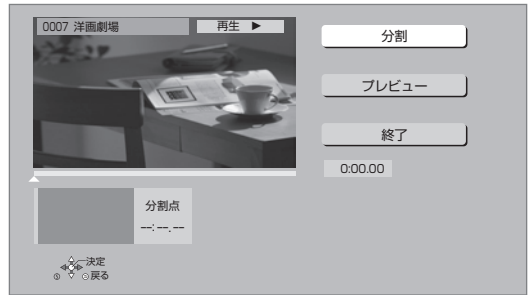 0007 洋画劇場
再生 ▶
分割
プレビュー
終了
0:00.00
分割点
--:--.--
決定
戻る